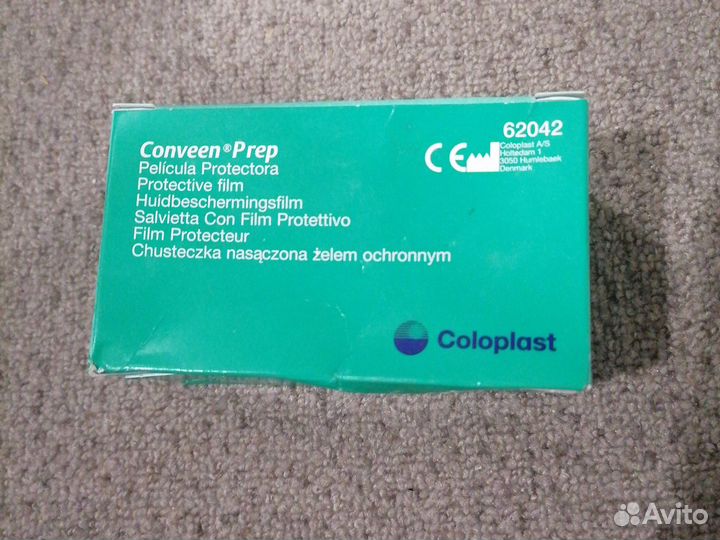 Conveen®Prep
Película Protectora
Protective film
Huidbeschermingsfilm
Salvietta Con Film Protettivo
Film Protecteur
Chusteczka nasączona żelem ochronnym
62042
CE
Coloplast A/S
Holtedam 1
3050 Humlebaek
Denmark
Coloplast
Avito